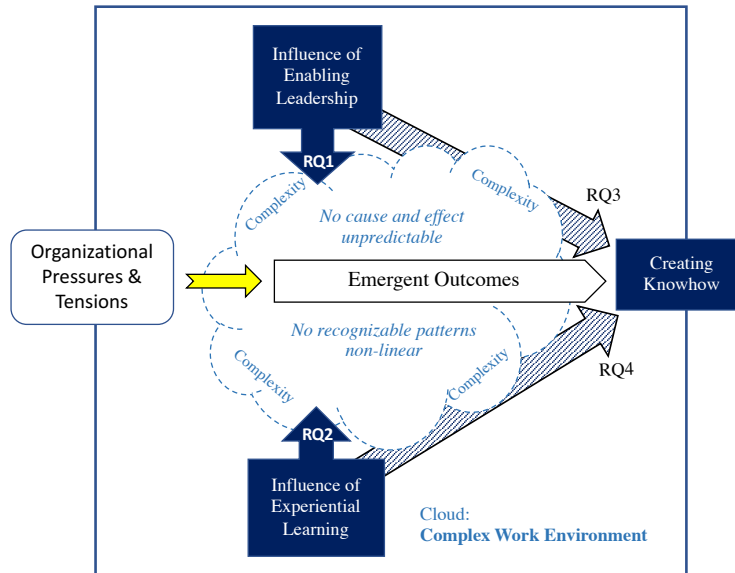 Influence of
Enabling
Leadership
RQ1
Complexity
Complexity
RQ3
No cause and effect
unpredictable
Organizational
Pressures &
Tensions
Emergent Outcomes
Creating
Knowhow
No recognizable patterns
non-linear
Complexity
Complexity
RQ4
RQ2
Influence of
Experiential
Learning
Cloud:
Complex Work Environment